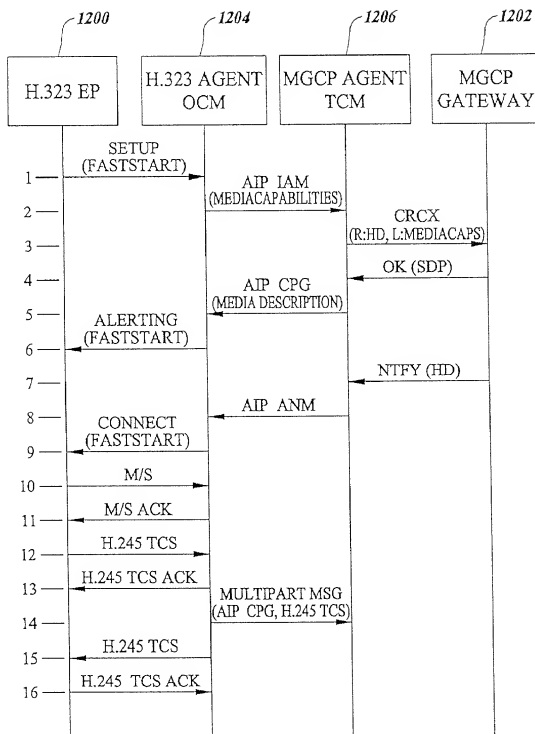 1200
1204
1206
1202
H.323 EP
H.323 AGENT
OCM
MGCP AGENT
TCM
MGCP
GATEWAY
SETUP
(FASTSTART)
1
AIP IAM
(MEDIACAPABILITIES)
2
CRCX
(R:HD, L:MEDIACAPS)
3
OK (SDP)
4
AIP CPG
(MEDIA DESCRIPTION)
5
ALERTING
(FASTSTART)
6
NTFY (HD)
7
AIP ANM
8
CONNECT
(FASTSTART)
9
M/S
10
M/S ACK
11
H.245 TCS
12
H.245 TCS ACK
13
MULTIPART MSG
(AIP CPG, H.245 TCS)
14
H.245 TCS
15
H.245 TCS ACK
16